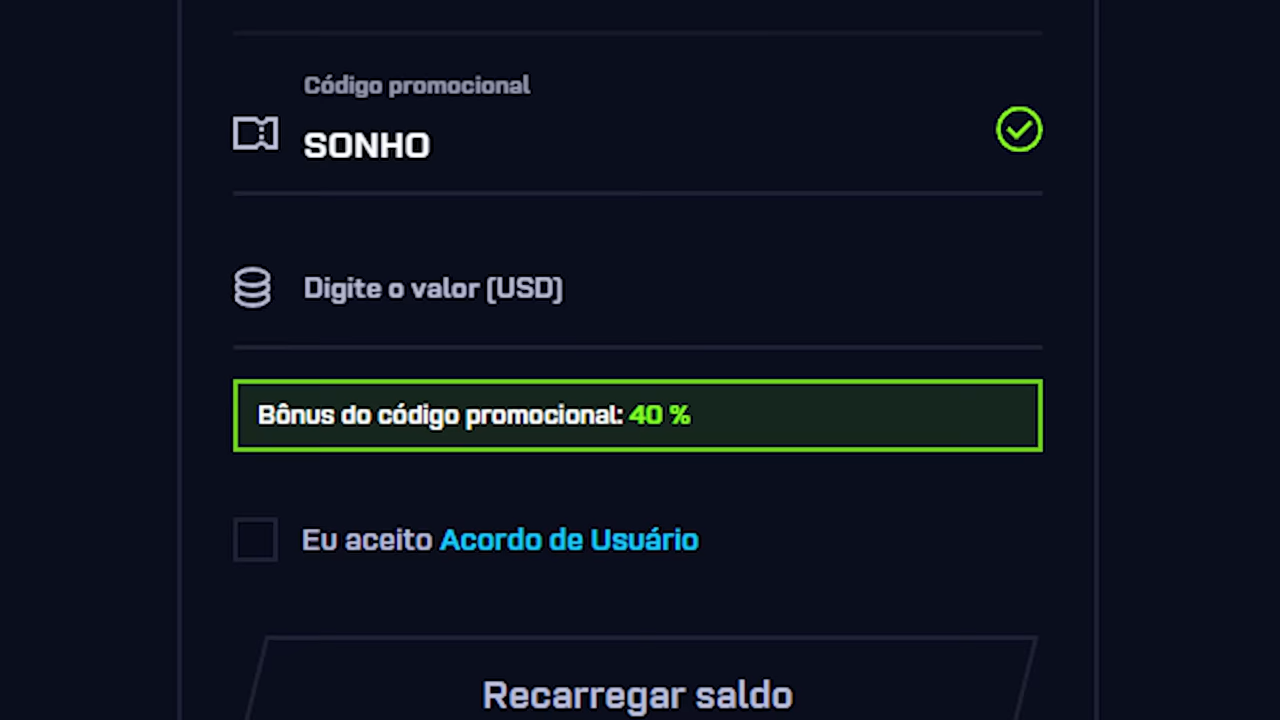 Código promocional
SONHO
Digite o valor (USD)
Bônus do código promocional: 40 %
Eu aceito Acordo de Usuário
Recarregar saldo